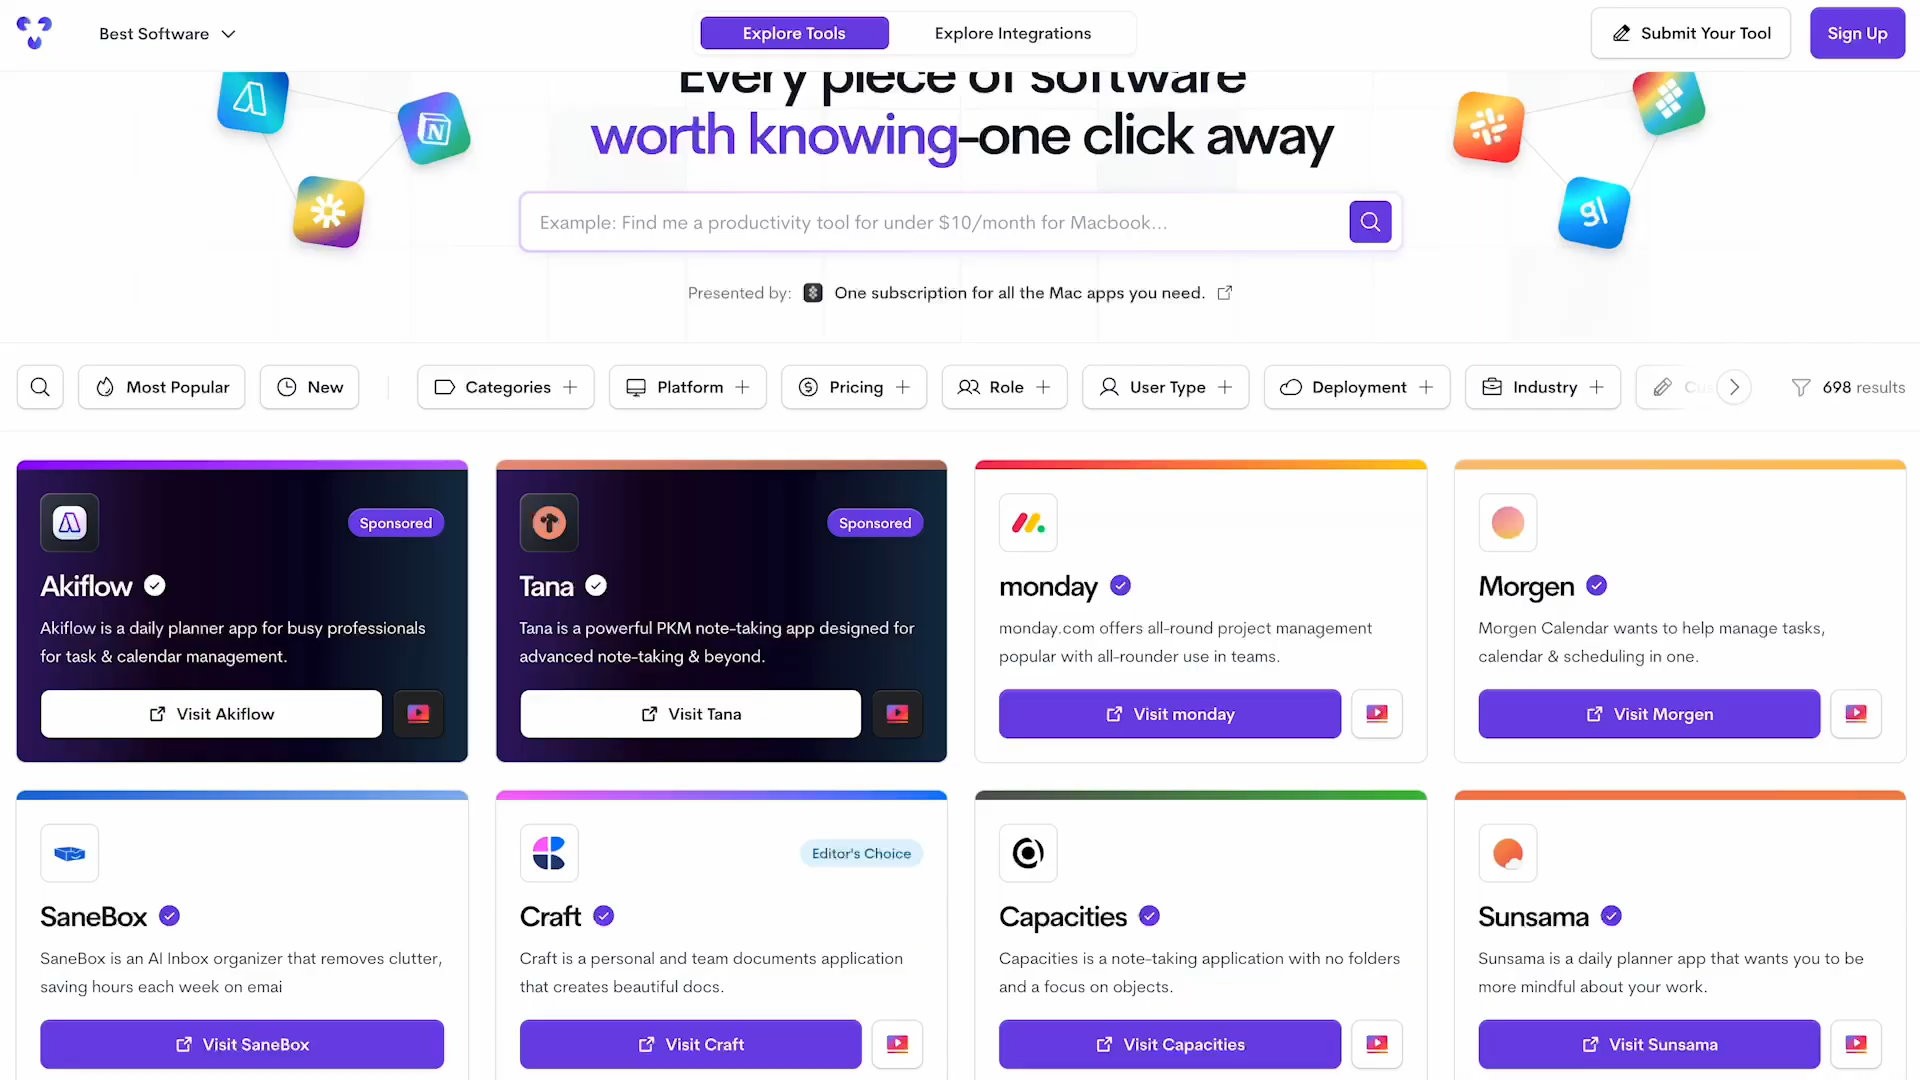 Best Software
Explore Tools
Explore Integrations
Submit Your Tool
Sign Up
Every piece of software
worth knowing-one click away
Example: Find me a productivity tool for under $10/month for Macbook...
Presented by: One subscription for all the Mac apps you need.
Most Popular
New
Categories
Platform
Pricing
Role
User Type
Deployment
Industry
698 results
Sponsored
Akiflow
Akiflow is a daily planner app for busy professionals
for task & calendar management.
Visit Akiflow
Sponsored
Tana
Tana is a powerful PKM note-taking app designed for
advanced note-taking & beyond.
Visit Tana
monday
monday.com offers all-round project management
popular with all-rounder use in teams.
Visit monday
Morgen
Morgen Calendar wants to help manage tasks,
calendar & scheduling in one.
Visit Morgen
SaneBox
SaneBox is an AI Inbox organizer that removes clutter,
saving hours each week on emai
Visit SaneBox
Editor's Choice
Craft
Craft is a personal and team documents application
that creates beautiful docs.
Visit Craft
Capacities
Capacities is a note-taking application with no folders
and a focus on objects.
Visit Capacities
Sunsama
Sunsama is a daily planner app that wants you to be
more mindful about your work.
Visit Sunsama